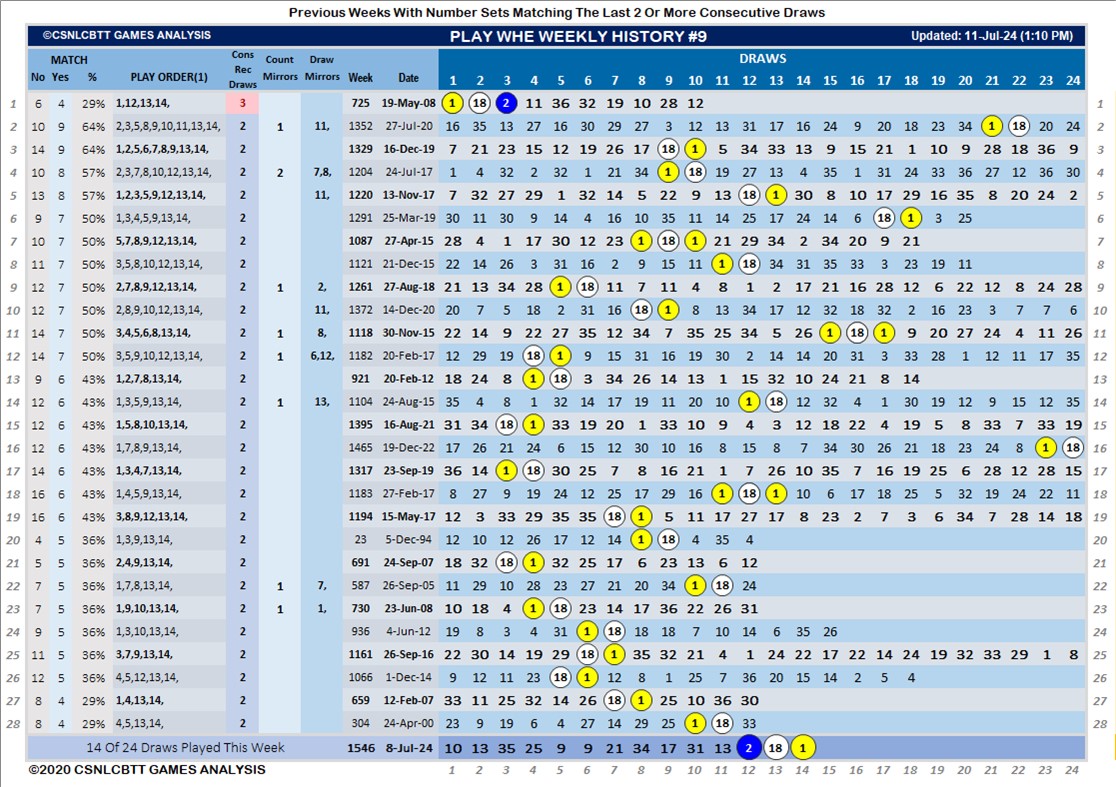 Previous Weeks With Number Sets Matching The Last 2 Or More Consecutive Draws
©CSNLCBTT GAMES ANALYSIS PLAY WHE WEEKLY HISTORY #9 Updated: 11-Jul-24 (1:10 PM)
MATCH Cons Count Draw DRAWS
No Yes % PLAY ORDER(1) Rec Draws Mirrors Mirrors Week Date 1 2 3 4 5 6 7 8 9 10 11 12 13 14 15 16 17 18 19 20 21 22 23 24
1 6 4 29% 1,12,13,14, 3 725 19-May-08 1 18 2 11 36 32 19 10 28 12 1
2 10 9 64% 2,3,5,8,9,10,11,13,14, 2 1 11, 1352 27-Jul-20 16 35 13 27 16 30 29 27 3 12 13 31 17 16 24 9 20 18 23 34 1 22 20 24 2
3 14 9 64% 1,2,5,6,7,8,9,13,14, 2 1329 16-Dec-19 7 21 23 15 12 19 26 17 18 1 5 34 33 13 9 15 21 1 10 9 28 18 36 9 3
4 10 8 57% 2,3,7,8,10,12,13,14, 2 2 7,8, 1204 24-Jul-17 1 4 32 2 32 1 21 34 1 10 19 27 13 4 35 1 31 24 33 36 27 12 36 30 4
5 13 8 57% 1,2,3,5,9,12,13,14, 2 11, 1220 13-Nov-17 7 32 27 29 1 32 14 5 22 9 13 18 1 30 8 10 17 29 16 35 8 20 24 2 5
6 9 7 50% 1,3,4,5,9,13,14, 2 1291 25-Mar-19 30 11 30 9 14 4 16 10 35 11 14 25 17 24 14 6 18 1 3 25 6
7 10 7 50% 5,7,8,9,12,13,14, 2 1087 27-Apr-15 28 4 1 17 30 12 23 1 18 1 21 29 34 2 34 20 9 21 7
8 11 7 50% 3,5,8,10,12,13,14, 2 1121 21-Dec-15 22 14 26 3 31 16 2 9 15 11 1 18 34 31 35 33 3 23 19 11 8
9 12 7 50% 2,7,8,9,12,13,14, 2 1 2, 1261 27-Aug-18 21 13 34 28 1 18 11 7 11 4 8 1 2 17 21 16 28 12 6 22 12 8 24 28 9
10 12 7 50% 2,8,9,10,12,13,14, 2 11, 1372 14-Dec-20 20 7 5 18 2 31 16 18 1 8 13 34 17 12 32 18 32 2 16 23 3 7 7 6 10
11 14 7 50% 3,4,5,6,8,13,14, 2 1 8, 1118 30-Nov-15 22 14 9 22 27 35 12 34 7 35 25 34 5 26 1 18 1 9 20 27 24 4 11 26 11
12 14 7 50% 3,5,9,10,12,13,14, 2 1 6,12, 1182 20-Feb-17 12 29 19 18 1 9 15 31 16 19 30 2 14 14 20 31 3 33 28 1 12 11 17 35 12
13 9 6 43% 1,2,7,8,13,14, 2 921 20-Feb-12 18 24 8 1 18 3 34 26 14 13 1 15 32 10 24 21 8 14 13
14 12 6 43% 1,3,5,9,13,14, 2 1 13, 1104 24-Aug-15 35 4 8 1 32 14 17 19 11 20 10 1 18 12 32 4 1 30 19 12 9 15 12 35 14
15 12 6 43% 1,5,8,10,13,14, 2 1395 16-Aug-21 31 34 18 1 33 19 20 1 33 10 9 4 3 12 18 22 4 19 5 8 33 7 33 19 15
16 12 6 43% 1,7,8,9,13,14, 2 1465 19-Dec-22 17 26 21 24 6 15 12 30 10 16 8 15 8 7 34 30 26 21 18 23 24 8 1 18 16
17 14 6 43% 1,3,4,7,13,14, 2 1317 23-Sep-19 36 14 1 18 30 25 7 8 16 21 1 7 26 10 35 7 16 19 25 6 28 12 28 15 17
18 16 6 43% 1,4,5,9,13,14, 2 1183 27-Feb-17 8 27 9 19 24 12 25 17 29 16 1 18 1 10 6 17 18 25 5 32 19 22 22 11 18
19 16 6 43% 3,8,9,12,13,14, 2 1194 15-May-17 12 3 33 29 35 35 18 1 5 11 17 27 17 8 23 2 7 3 6 34 7 28 14 18 19
20 4 5 36% 1,3,9,13,14, 2 23 5-Dec-94 12 10 12 26 17 12 14 1 18 4 35 4 20
21 5 5 36% 2,4,9,13,14, 2 691 24-Sep-07 18 32 18 1 32 25 17 6 23 13 6 12 21
22 7 5 36% 1,7,8,13,14, 2 1 7, 587 26-Sep-05 11 29 10 28 23 27 21 20 34 1 18 24 22
23 7 5 36% 1,9,10,13,14, 2 1 1, 730 23-Jun-08 10 18 4 1 18 23 14 17 36 22 26 31 23
24 9 5 36% 1,3,10,13,14, 2 936 4-Jun-12 19 8 3 4 31 1 18 18 18 7 10 14 6 35 26 24
25 11 5 36% 3,7,9,13,14, 2 1161 26-Sep-16 22 30 14 19 29 18 1 35 32 21 4 1 24 22 17 22 14 24 19 32 33 29 1 8 25
26 12 5 36% 4,5,12,13,14, 2 1066 1-Dec-14 9 12 11 23 18 1 12 8 1 25 7 36 20 15 14 2 5 4 26
27 8 4 29% 1,4,13,14, 2 659 12-Feb-07 33 11 25 32 14 26 18 1 25 10 36 30 27
28 8 4 29% 4,5,13,14, 2 304 24-Apr-00 23 9 19 6 4 27 14 29 25 1 18 33 28
14 Of 24 Draws Played This Week 1546 8-Jul-24 10 13 35 25 9 9 21 34 17 31 13 2 18 1
©2020 CSNLCBTT GAMES ANALYSIS 1 2 3 4 5 6 7 8 9 10 11 12 13 14 15 16 17 18 19 20 21 22 23 24